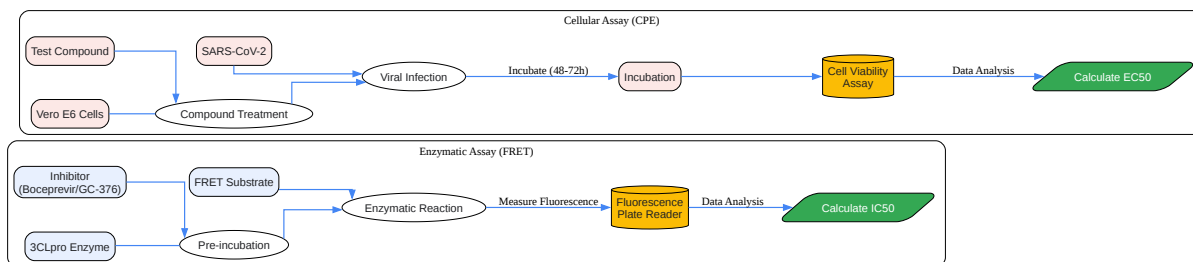 Cellular Assay (CPE)
Test Compound
SARS-CoV-2
Viral Infection
Incubate (48-72h)
Incubation
Cell Viability
Assay
Data Analysis
Calculate EC50
Vero E6 Cells
Compound Treatment
Enzymatic Assay (FRET)
Inhibitor
(Boceprevir/GC-376)
FRET Substrate
Enzymatic Reaction
Measure Fluorescence
Fluorescence
Plate Reader
Data Analysis
Calculate IC50
3CLpro Enzyme
Pre-incubation